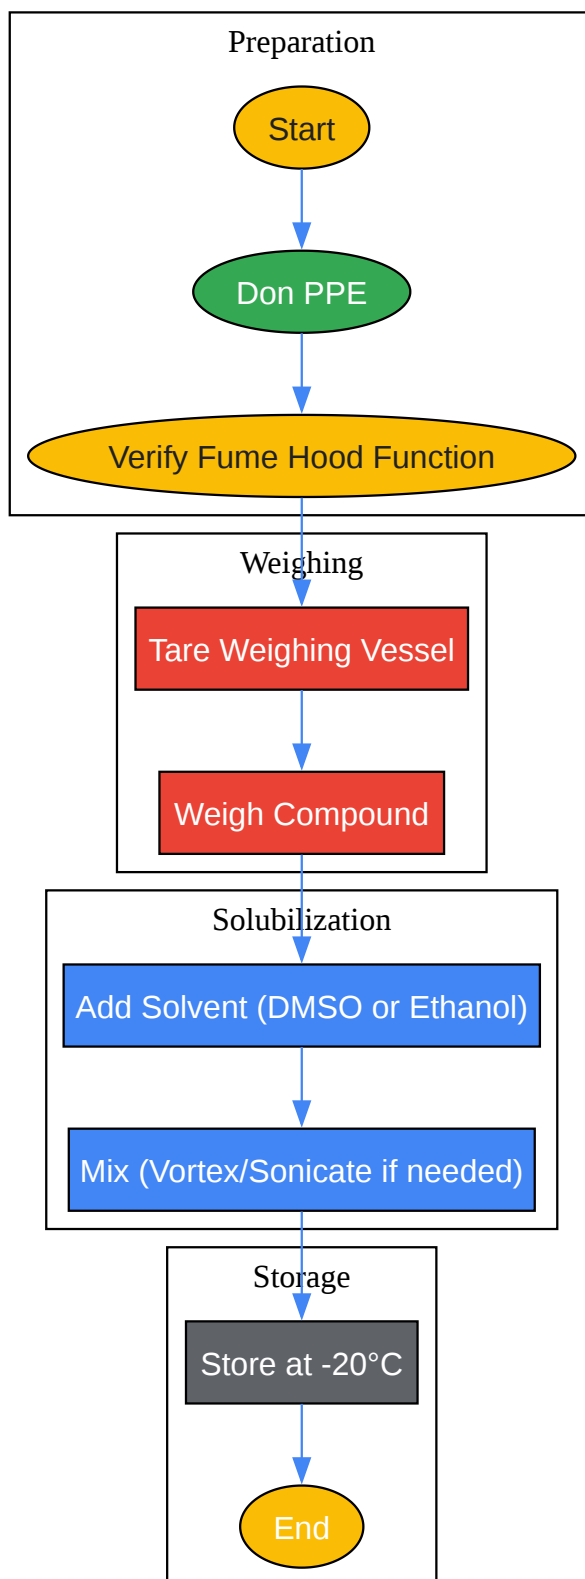 Preparation
Start
Don PPE
Verify Fume Hood Function
Weighing
Tare Weighing Vessel
Weigh Compound
Solubilization
Add Solvent (DMSO or Ethanol)
Mix (Vortex/Sonicate if needed)
Storage
Store at -20°C
End